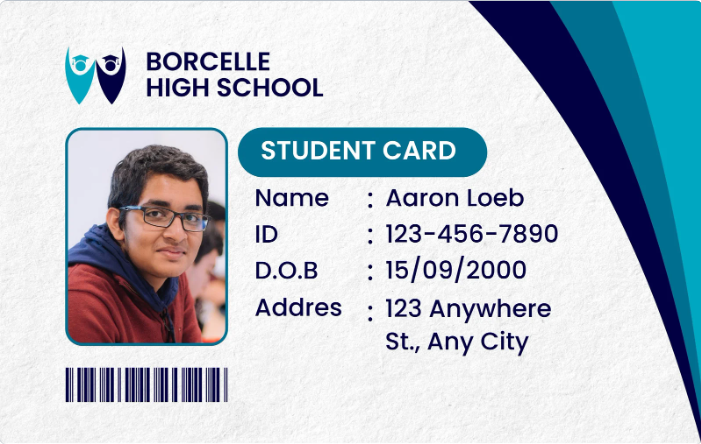 BORCELLE
HIGH SCHOOL
STUDENT CARD
Name : Aaron Loeb
ID : 123-456-7890
D.O.B : 15/09/2000
Addres : 123 Anywhere
St., Any City